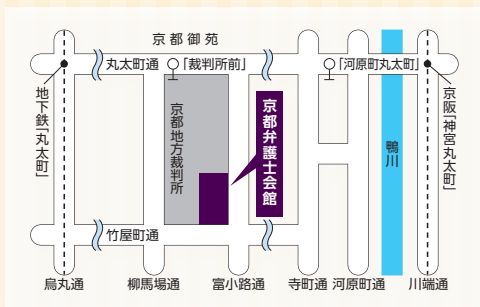 京都御苑
丸太町通
「裁判所前」
「河原町丸太町」
地下鉄「丸太町」
京都地方裁判所
京都弁護士会館
鴨川
京阪「神宮丸太町」
竹屋町通
烏丸通
柳馬場通
富小路通
寺町通
河原町通
川端通